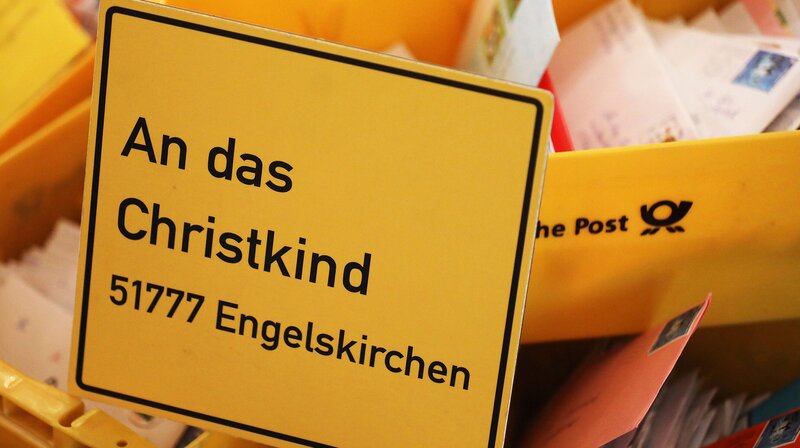 An das
Christkind
51777 Engelskirchen
he Post